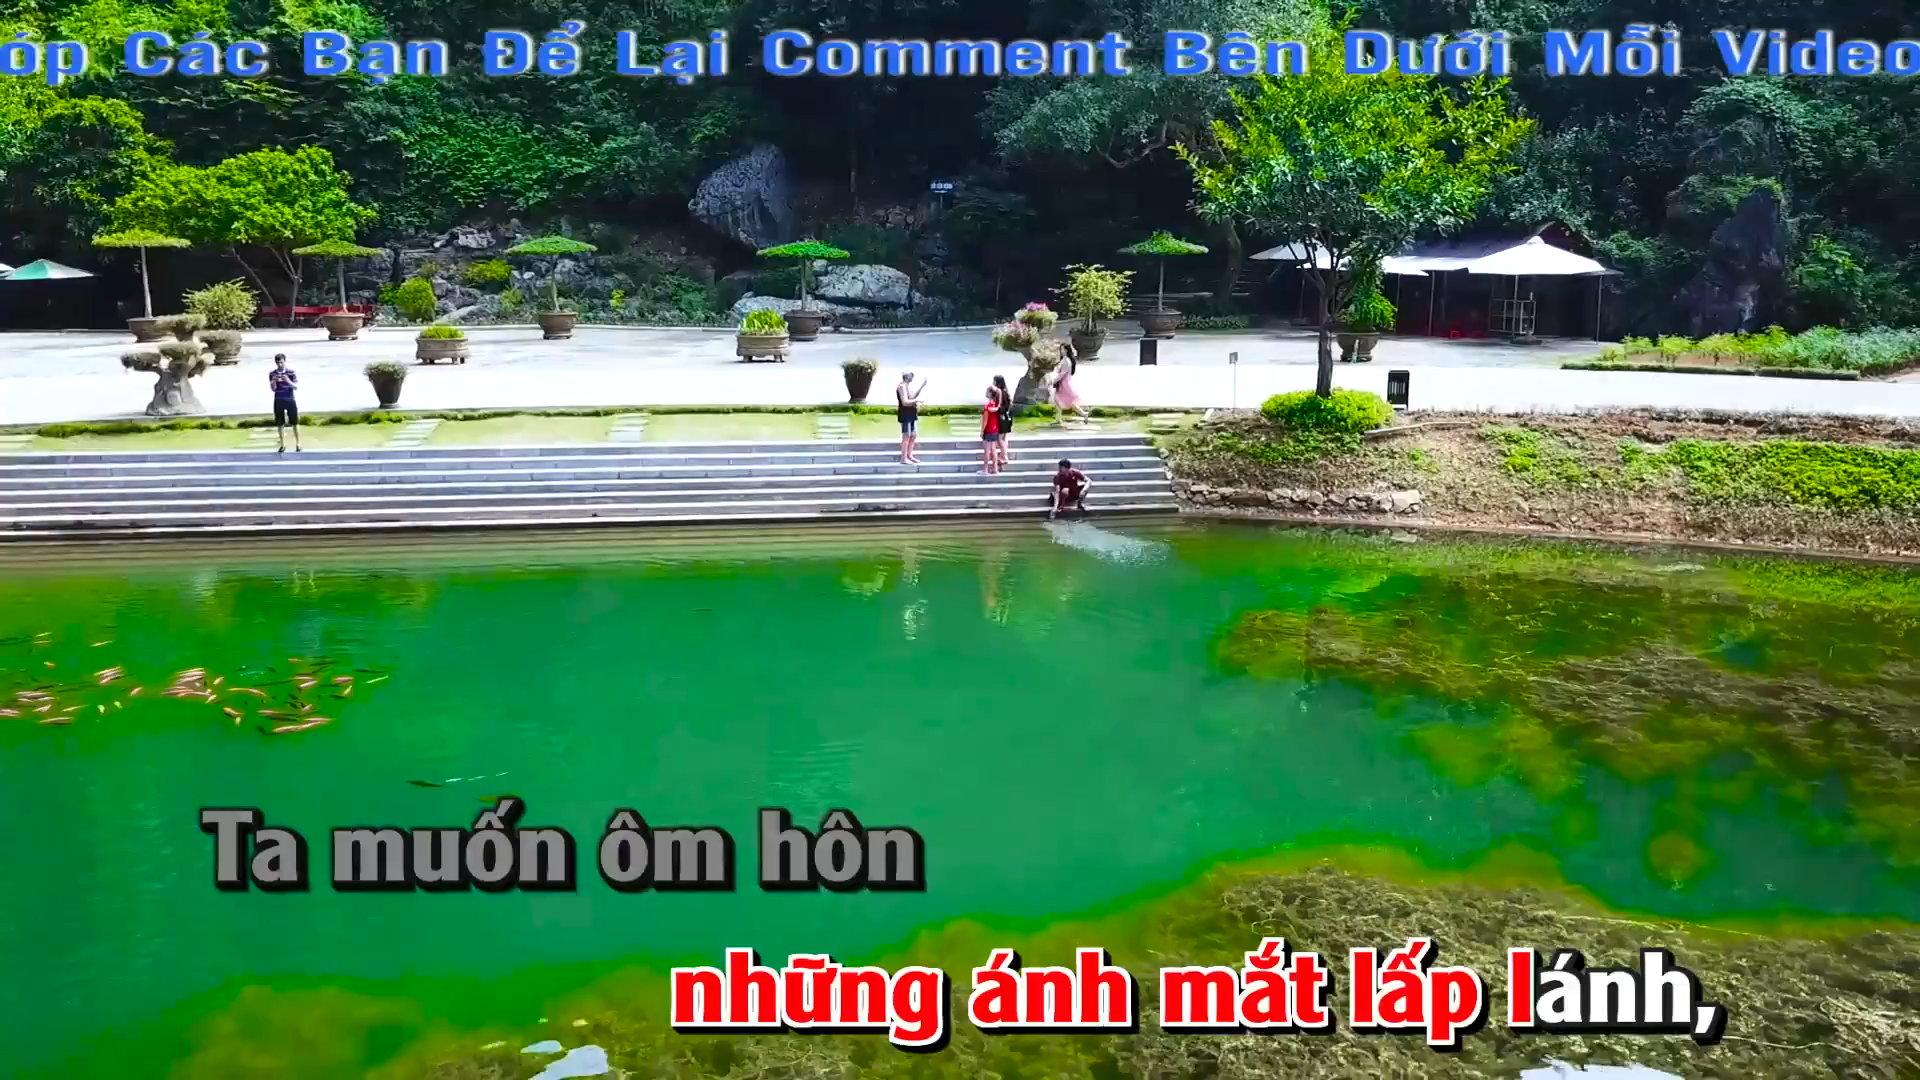 óp Các Bạn Để Lại Comment Bên Dưới Mỗi Video
Ta muốn ôm hôn
những ánh mắt lấp lánh,